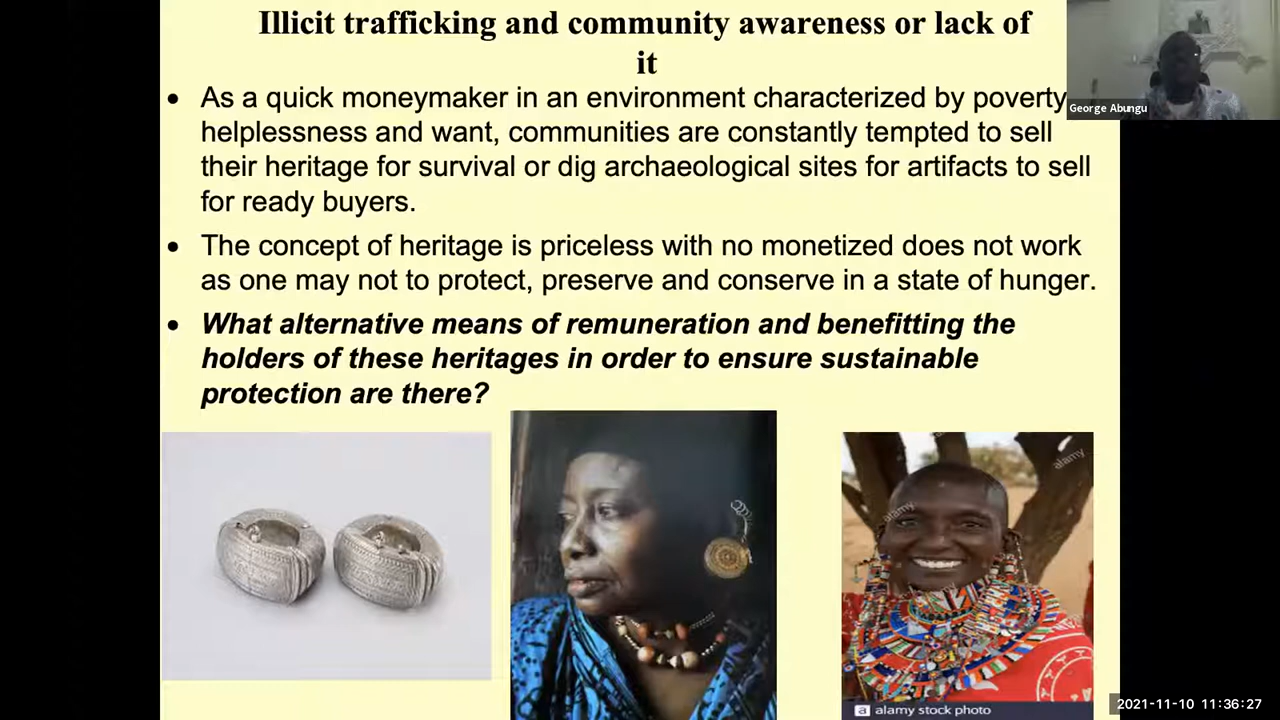 Illicit trafficking and community awareness or lack of
it
• As a quick moneymaker in an environment characterized by poverty
helplessness and want, communities are constantly tempted to sell
their heritage for survival or dig archaeological sites for artifacts to sell
for ready buyers.
• The concept of heritage is priceless with no monetized does not work
as one may not to protect, preserve and conserve in a state of hunger.
• What alternative means of remuneration and benefitting the
holders of these heritages in order to ensure sustainable
protection are there?
George Abungu
alamy
alamy
a alamy stock photo
2021-11-10 11:36:27